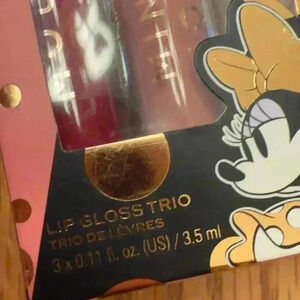 LIP GLOSS TRIO
TRIO DE LÈVRES
3 x 0.11 fl. oz. (US) / 3.5 ml